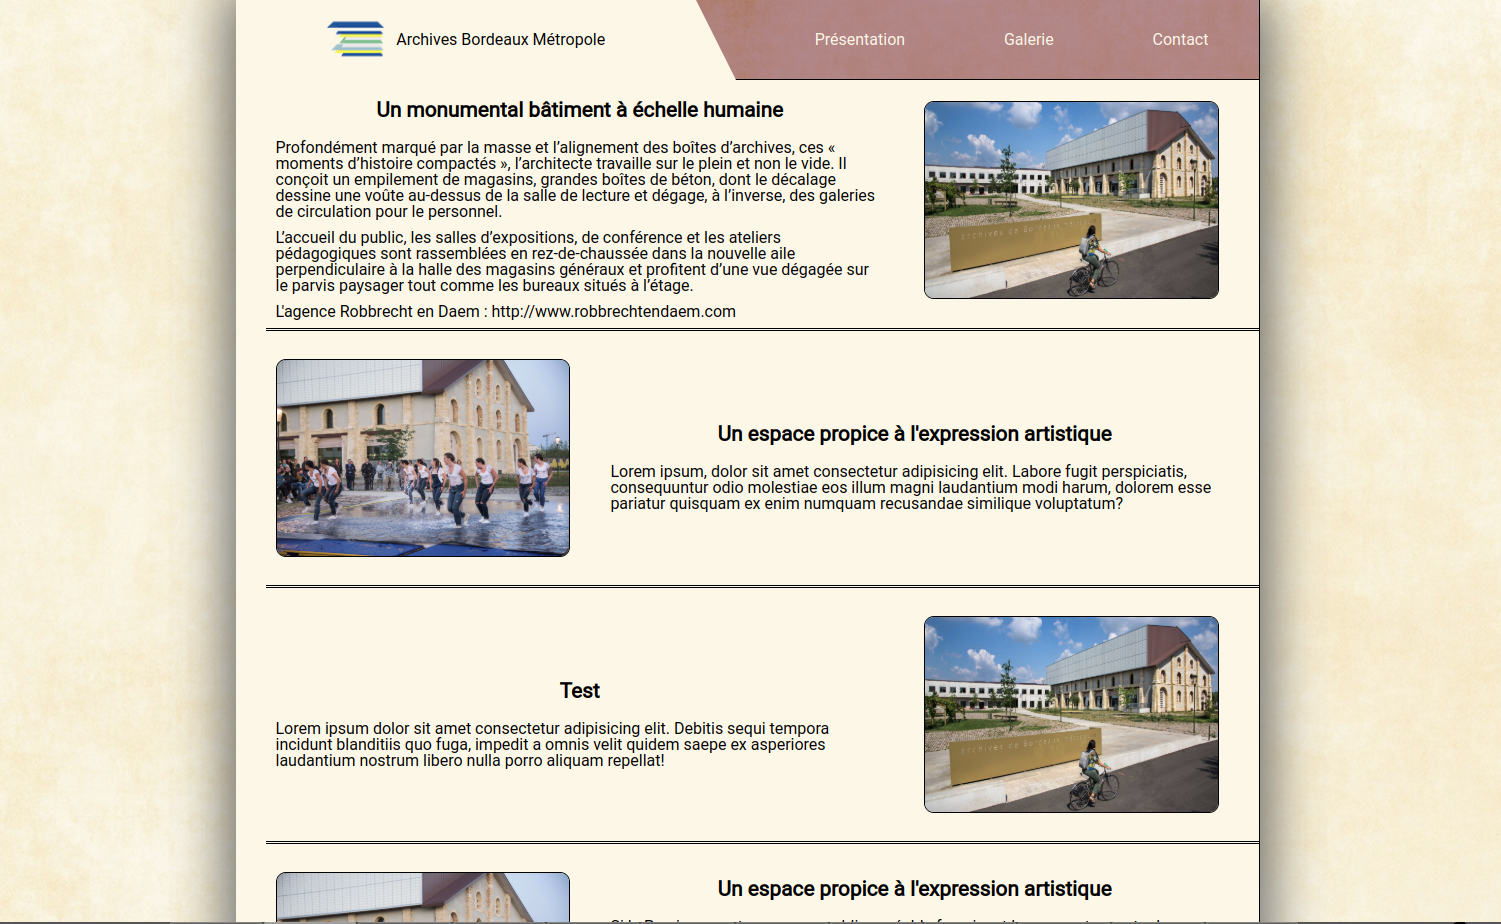 Archives Bordeaux Métropole
Présentation
Galerie
Contact
Un monumental bâtiment à échelle humaine
Profondément marqué par la masse et l’alignement des boîtes d’archives, ces «
moments d’histoire compactés », l’architecte travaille sur le plein et non le vide. Il
conçoit un empilement de magasins, grandes boîtes de béton, dont le décalage
dessine une voûte au-dessus de la salle de lecture et dégage, à l’inverse, des galeries
de circulation pour le personnel.
L’accueil du public, les salles d’expositions, de conférence et les ateliers
pédagogiques sont rassemblées en rez-de-chaussée dans la nouvelle aile
perpendiculaire à la halle des magasins généraux et profitent d’une vue dégagée sur
le parvis paysager tout comme les bureaux situés à l’étage.
L'agence Robbrecht en Daem : http://www.robbrechtendaem.com
archives de Bordeaux
Un espace propice à l'expression artistique
Lorem ipsum, dolor sit amet consectetur adipisicing elit. Labore fugit perspiciatis,
consequuntur odio molestiae eos illum magni laudantium modi harum, dolorem esse
pariatur quisquam ex enim numquam recusandae similique voluptatum?
Test
Lorem ipsum dolor sit amet consectetur adipisicing elit. Debitis sequi tempora
incidunt blanditiis quo fuga, impedit a omnis velit quidem saepe ex asperiores
laudantium nostrum libero nulla porro aliquam repellat!
archives de Bordeaux
Un espace propice à l'expression artistique